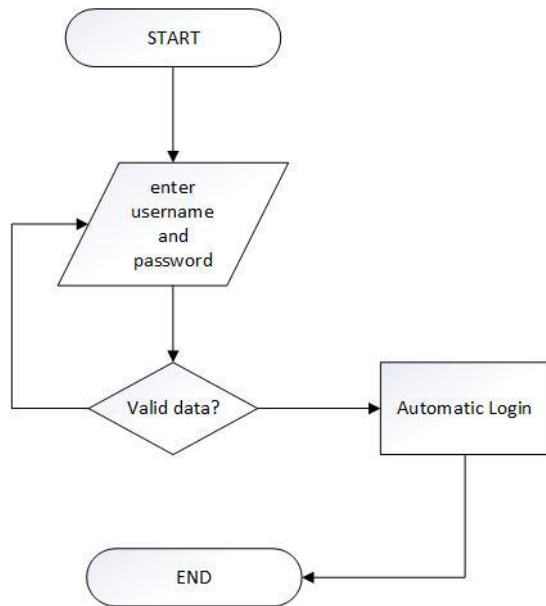 START
enter
username
and
password
Valid data?
Automatic Login
END